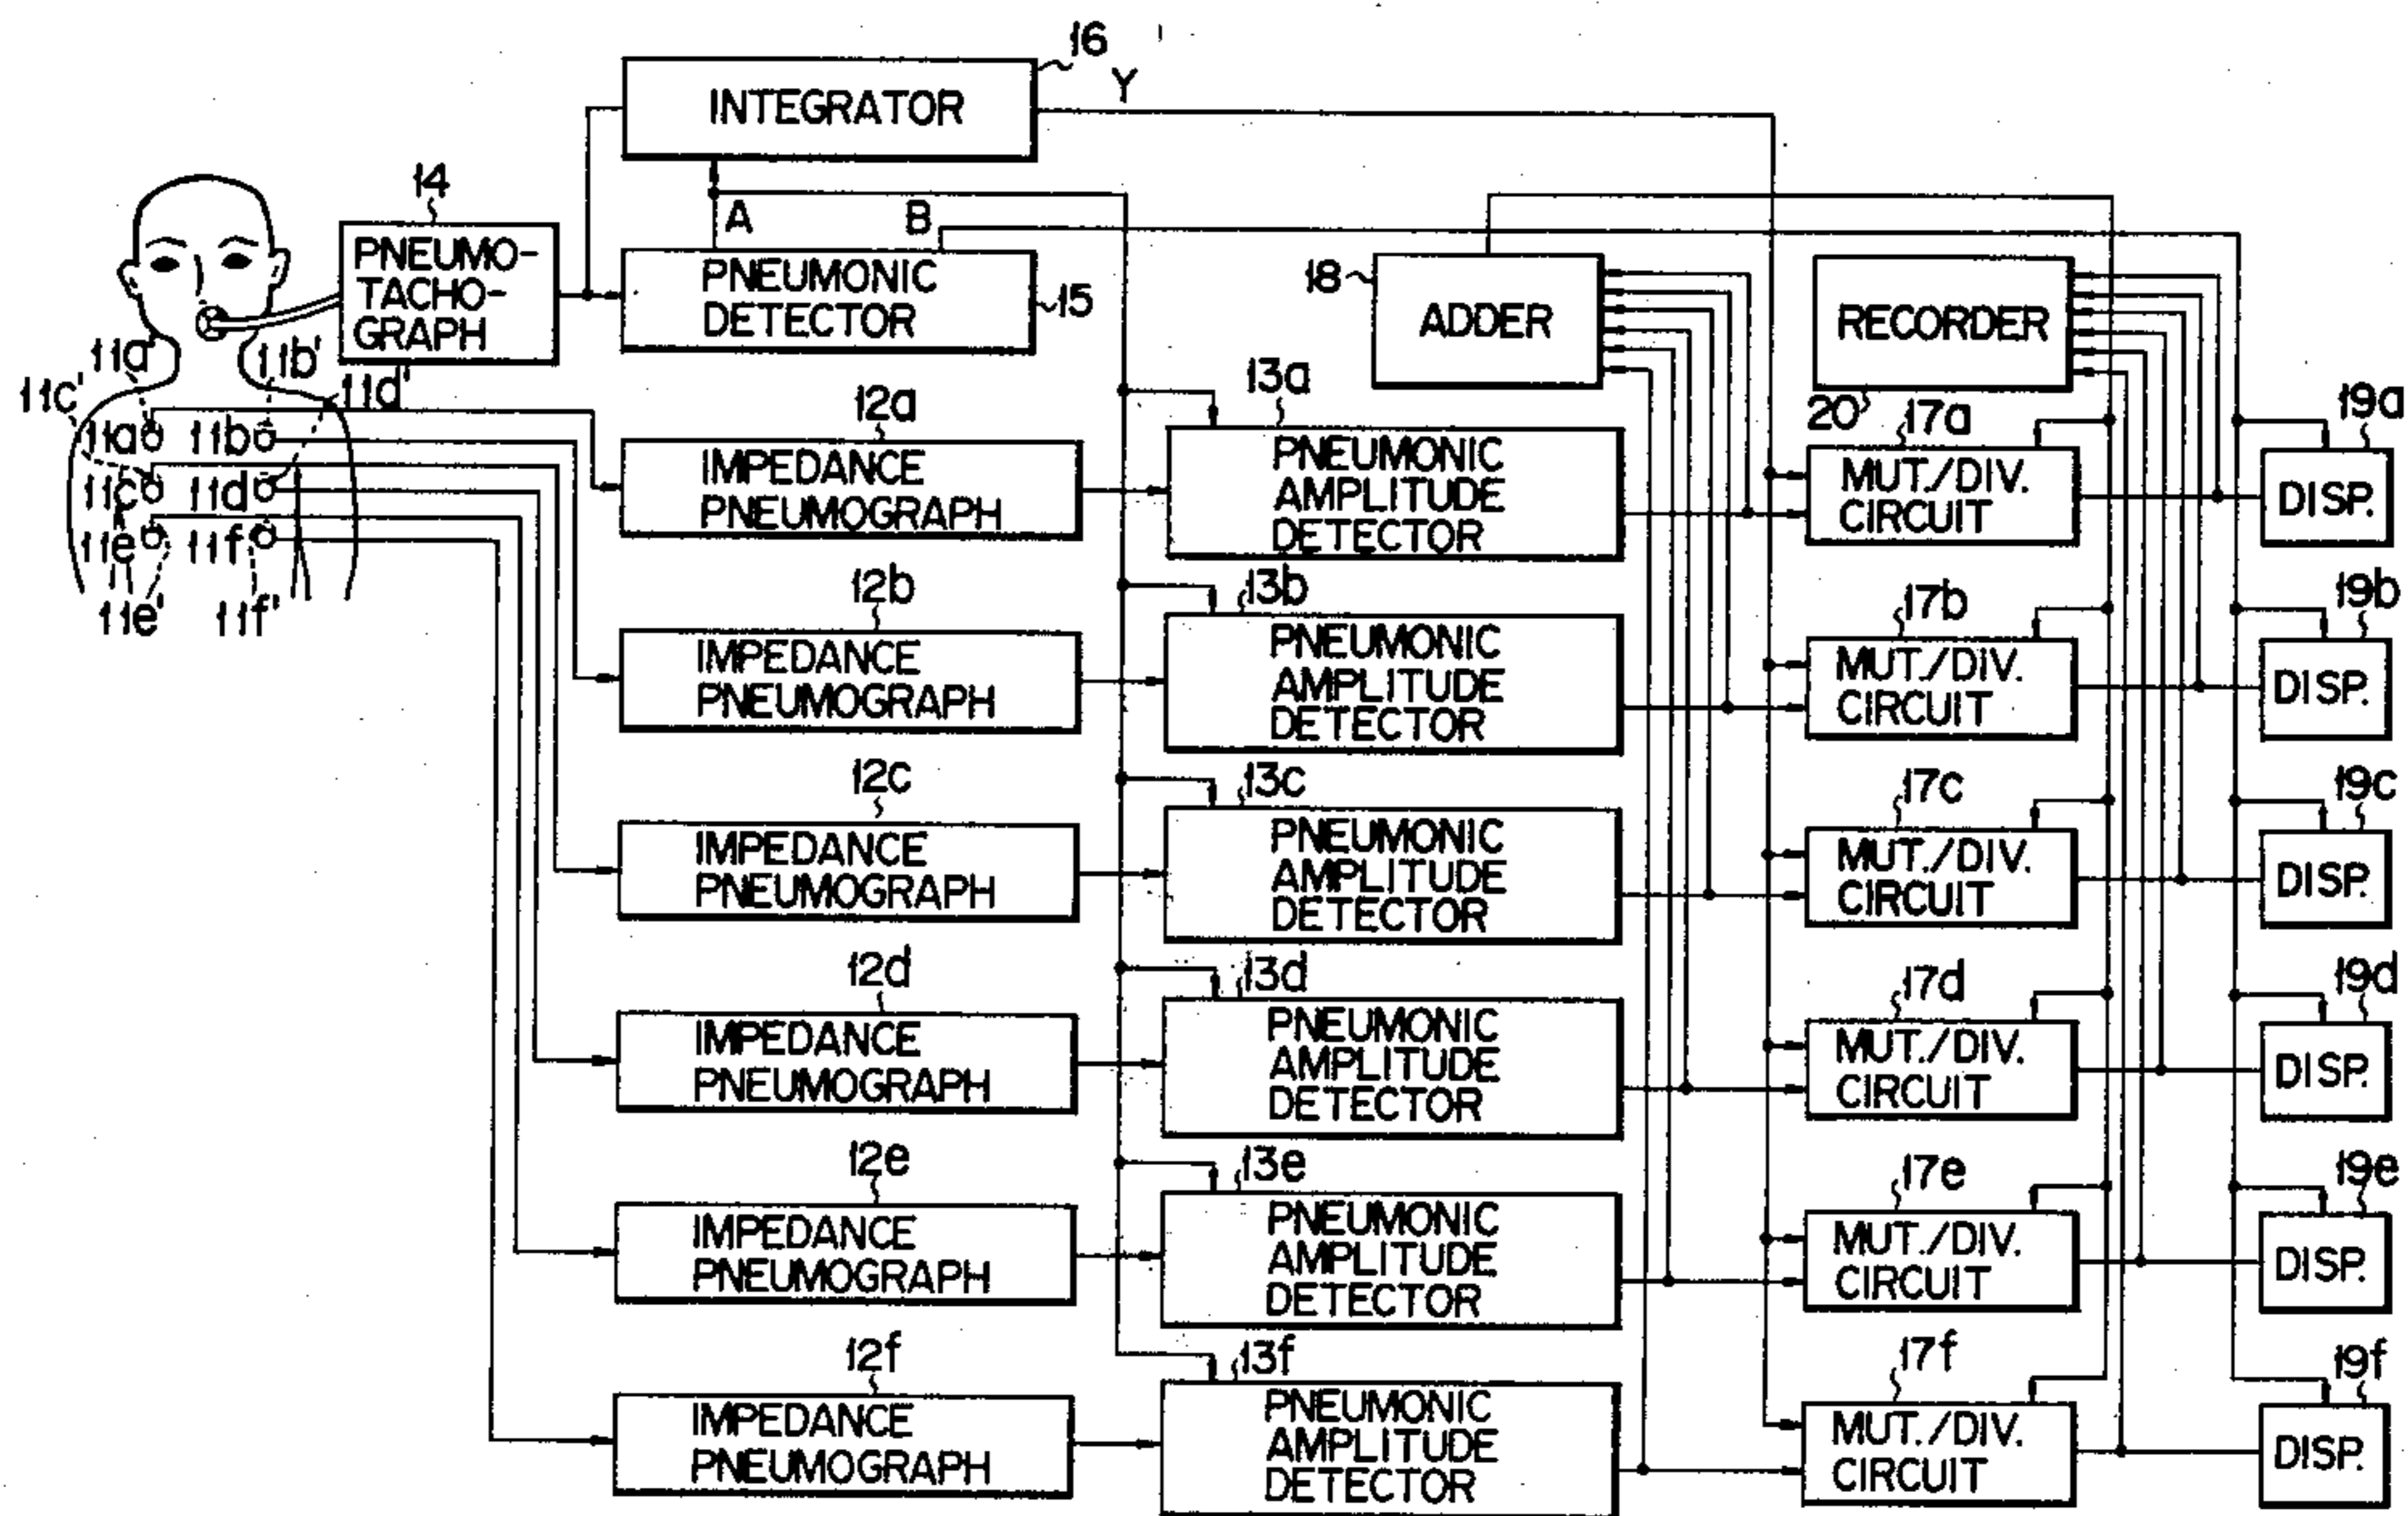 16
Y
INTEGRATOR
14
A
B
PNEUMO-
TACHO-
GRAPH
PNEUMONIC
DETECTOR
15
18
ADDER
RECORDER
20
11a'
11b'
11c'
11d'
11a
11b
11c
11d
11e
11f
11e'
11f'
12a
IMPEDANCE
PNEUMOGRAPH
13a
PNEUMONIC
AMPLITUDE
DETECTOR
17a
MUT./DIV.
CIRCUIT
19a
DISP.
12b
IMPEDANCE
PNEUMOGRAPH
13b
PNEUMONIC
AMPLITUDE
DETECTOR
17b
MUT./DIV.
CIRCUIT
19b
DISP.
12c
IMPEDANCE
PNEUMOGRAPH
13c
PNEUMONIC
AMPLITUDE
DETECTOR
17c
MUT./DIV.
CIRCUIT
19c
DISP.
12d
IMPEDANCE
PNEUMOGRAPH
13d
PNEUMONIC
AMPLITUDE
DETECTOR
17d
MUT./DIV.
CIRCUIT
19d
DISP.
12e
IMPEDANCE
PNEUMOGRAPH
13e
PNEUMONIC
AMPLITUDE
DETECTOR
17e
MUT./DIV.
CIRCUIT
19e
DISP.
12f
IMPEDANCE
PNEUMOGRAPH
13f
PNEUMONIC
AMPLITUDE
DETECTOR
17f
MUT./DIV.
CIRCUIT
19f
DISP.